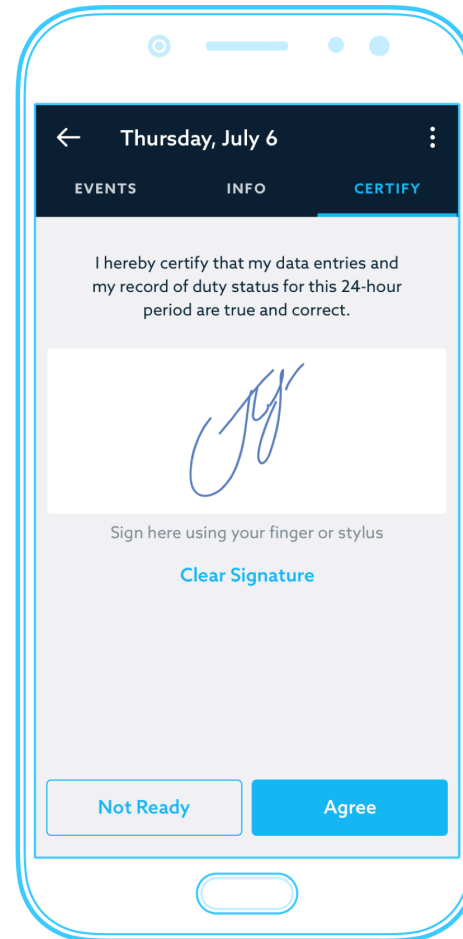 Thursday, July 6
EVENTS INFO CERTIFY
I hereby certify that my data entries and
my record of duty status for this 24-hour
period are true and correct.
Sign here using your finger or stylus
Clear Signature
Not Ready Agree